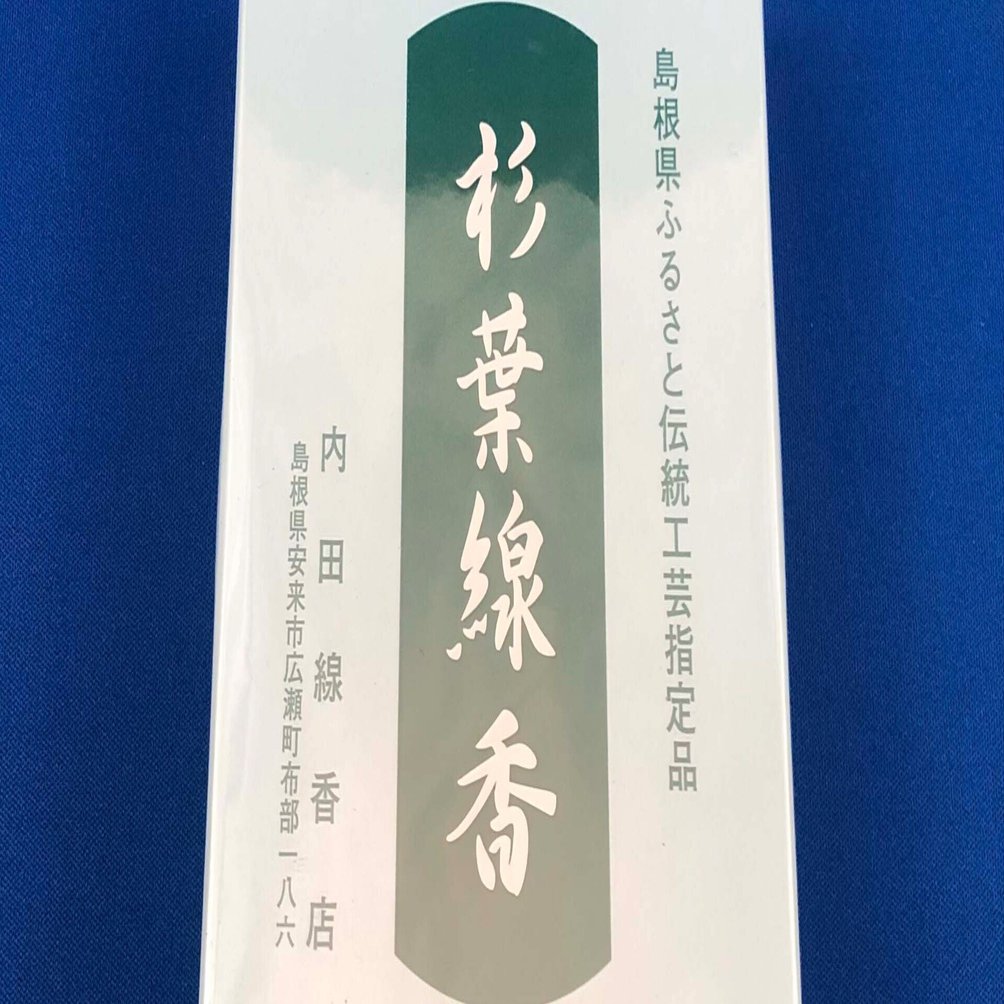 島根県ふるさと伝統工芸指定品
杉葉線香
内田線香店
島根県安来市広瀬町布部一八六